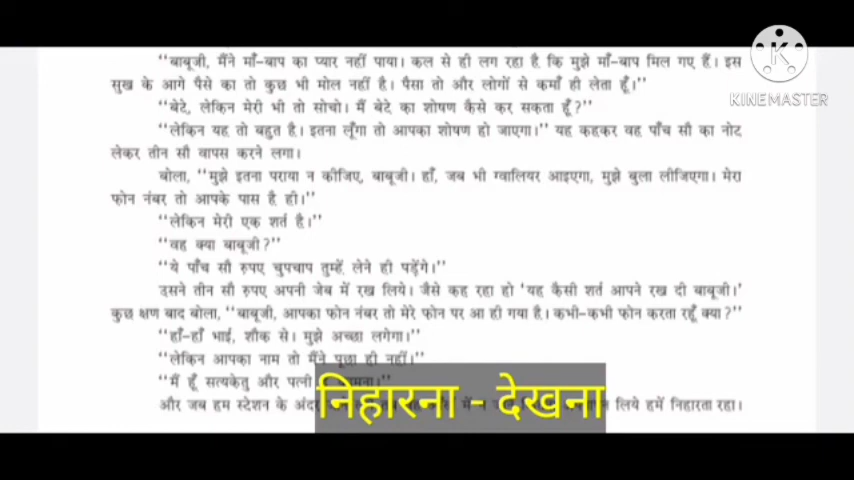 "बाबूजी, मैंने माँ-बाप का प्यार नहीं पाया। कल से ही लग रहा है कि मुझे माँ-बाप मिल गए हैं। इस
सुख के आगे पैसे का तो कुछ भी मोल नहीं है। पैसा तो और लोगों से कमाँ ही लेता हूँ।"
"बेटे, लेकिन मेरी भी तो सोचो। मैं बेटे का शोषण कैसे कर सकता हूँ?"
"लेकिन यह तो बहुत है। इतना लूँगा तो आपका शोषण हो जाएगा।" यह कहकर वह पाँच सौ का नोट
लेकर तीन सौ वापस करने लगा।
बोला, "मुझे इतना पराया न कीजिए, बाबूजी। हाँ, जब भी ग्वालियर आइएगा, मुझे बुला लीजिएगा। मेरा
फोन नंबर तो आपके पास है ही।"
"लेकिन मेरी एक शर्त है।"
"वह क्या बाबूजी?"
"ये पाँच सौ रुपए चुपचाप तुम्हें लेने ही पड़ेंगे।"
उसने तीन सौ रुपए अपनी जेब में रख लिये। जैसे कह रहा हो 'यह कैसी शर्त आपने रख दी बाबूजी।'
कुछ क्षण बाद बोला, "बाबूजी, आपका फोन नंबर तो मेरे फोन पर आ ही गया है। कभी-कभी फोन करता रहूँ क्या?"
"हाँ-हाँ भाई, शौक से। मुझे अच्छा लगेगा।"
"लेकिन आपका नाम तो मैंने पूछा ही नहीं।"
"मैं हूँ सत्यकेतु और पत्नी
और जब हम स्टेशन के अंदर लिये हमें निहारता रहा।
निहारना - देखना
KINEMASTER